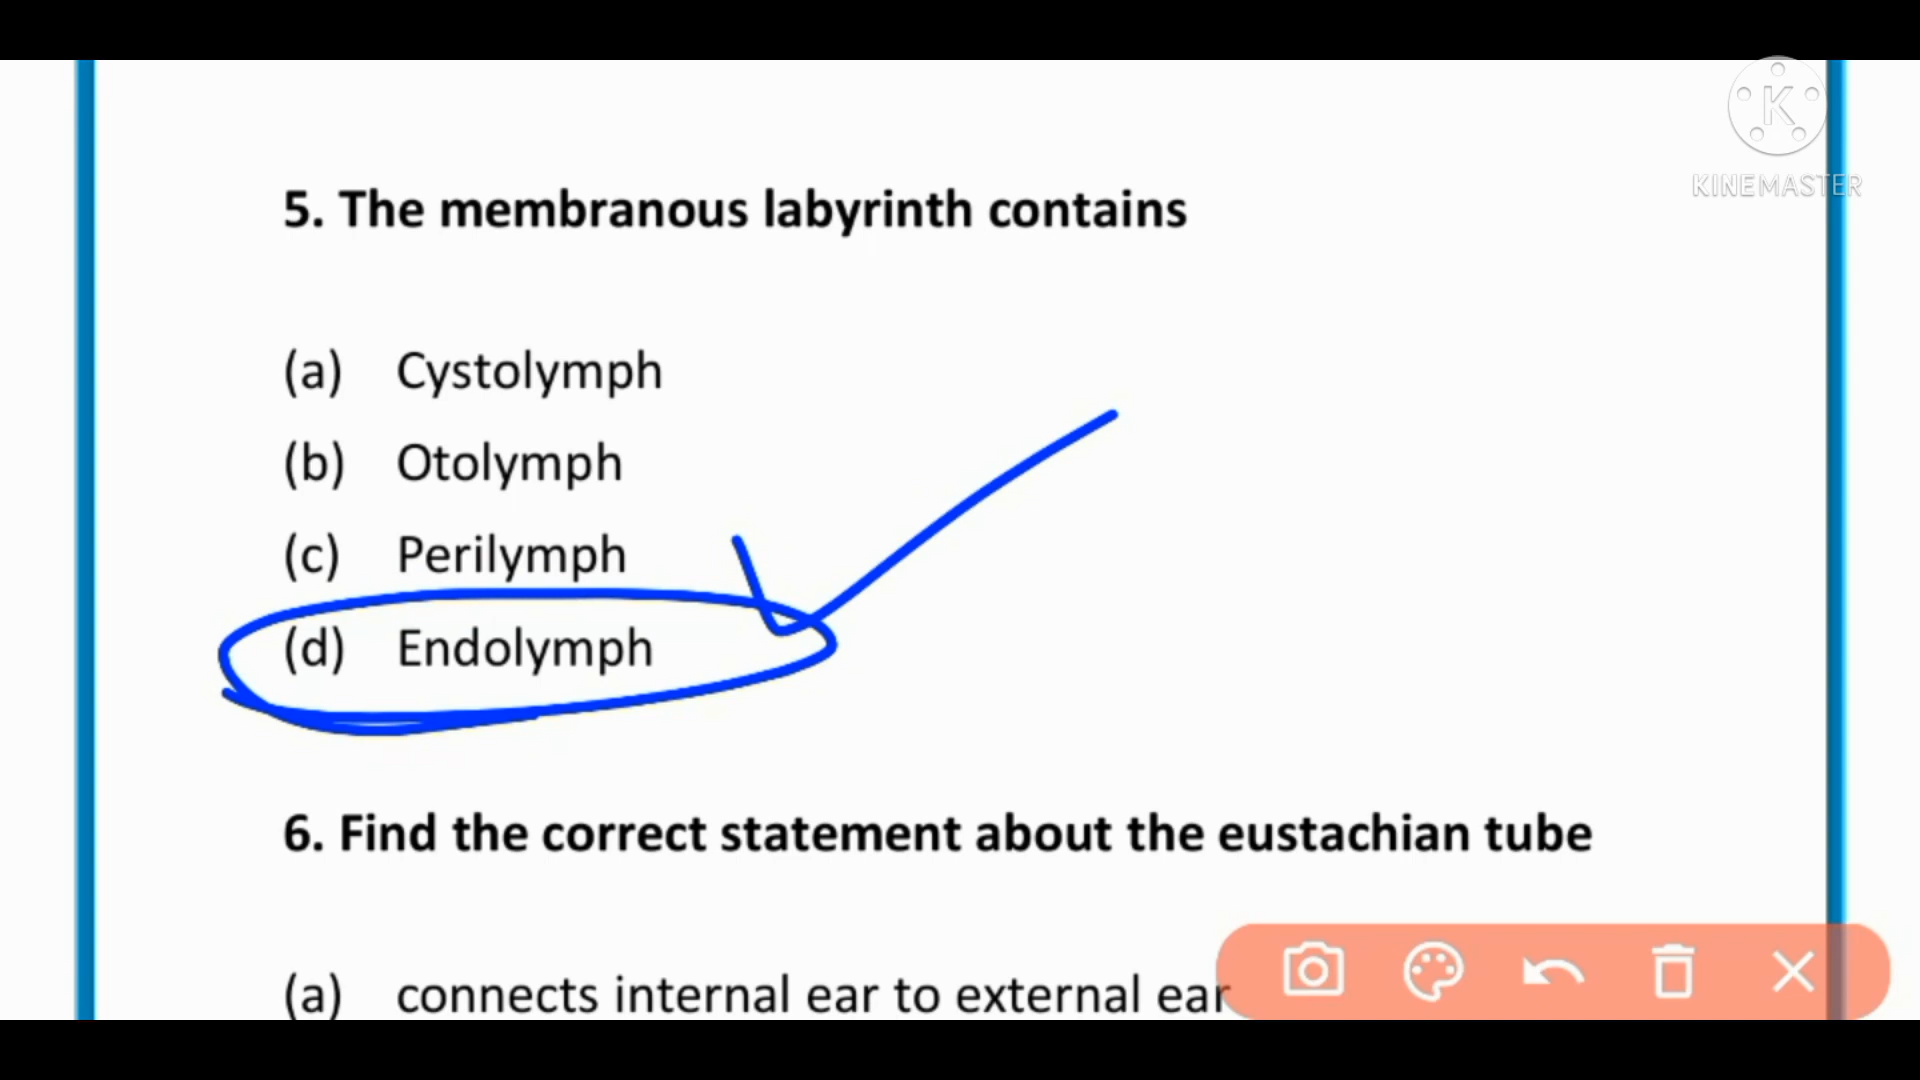 KINEMASTER
5. The membranous labyrinth contains
(a) Cystolymph
(b) Otolymph
(c) Perilymph
(d) Endolymph
6. Find the correct statement about the eustachian tube
(a) connects internal ear to external ear